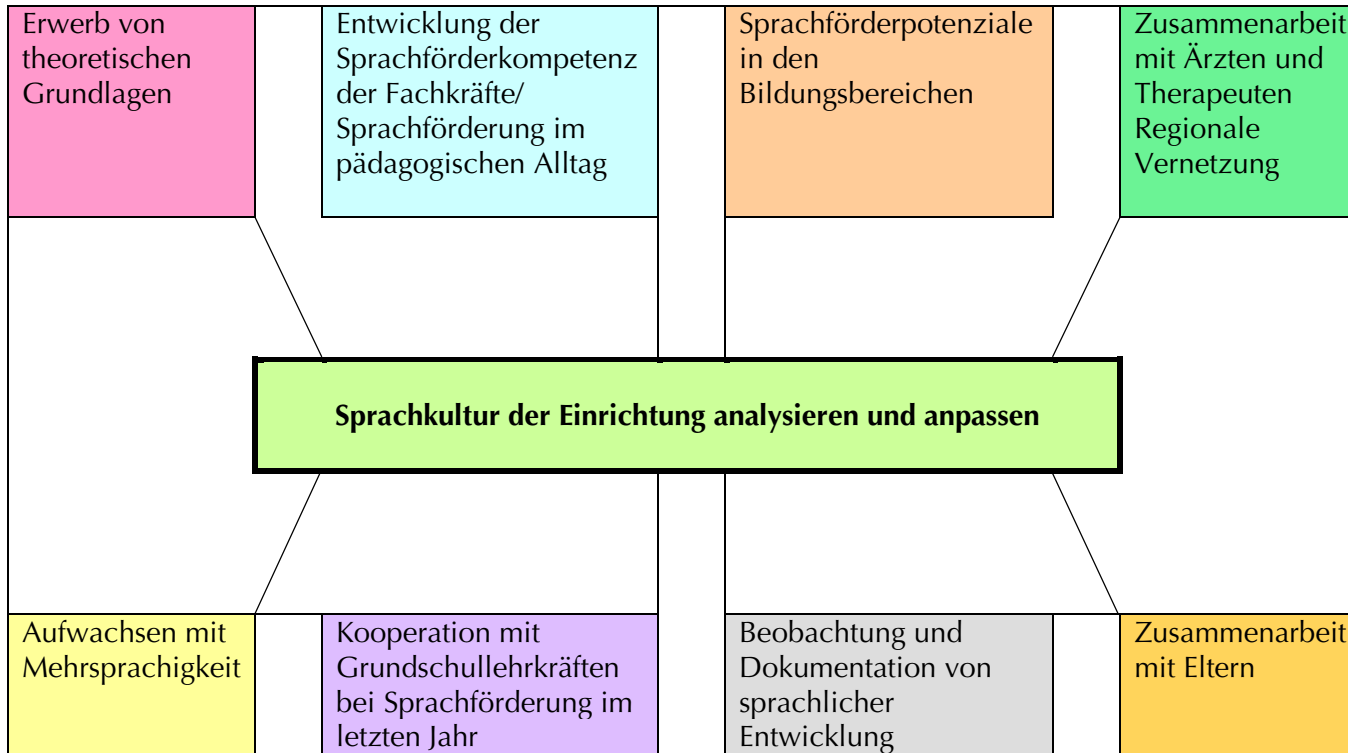 Erwerb von
theoretischen
Grundlagen
Entwicklung der
Sprachförderkompetenz
der Fachkräfte/
Sprachförderung im
pädagogischen Alltag
Sprachförderpotenziale
in den
Bildungsbereichen
Zusammenarbeit
mit Ärzten und
Therapeuten
Regionale
Vernetzung
Sprachkultur der Einrichtung analysieren und anpassen
Aufwachsen mit
Mehrsprachigkeit
Kooperation mit
Grundschullehrkräften
bei Sprachförderung im
letzten Jahr
Beobachtung und
Dokumentation von
sprachlicher
Entwicklung
Zusammenarbeit
mit Eltern